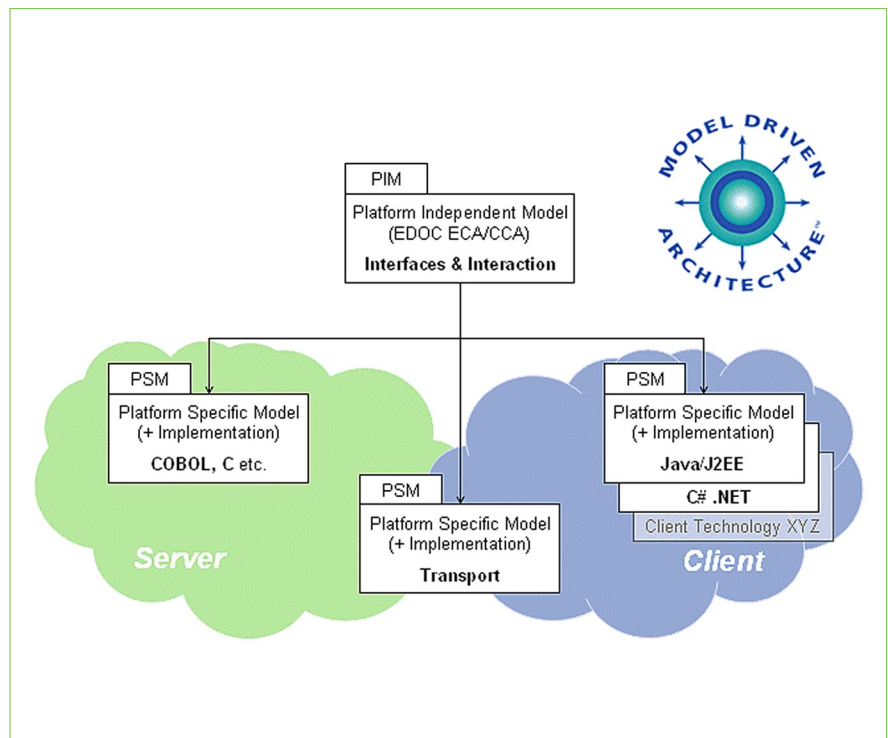 MODEL DRIVEN
ARCHITECTURE™
PIM
Platform Independent Model
(EDOC ECA/CCA)
Interfaces & Interaction
PSM
Platform Specific Model
(+ Implementation)
COBOL, C etc.
PSM
Platform Specific Model
(+ Implementation)
Java/J2EE
C# .NET
Client Technology XYZ
PSM
Platform Specific Model
(+ Implementation)
Transport
Server
Client